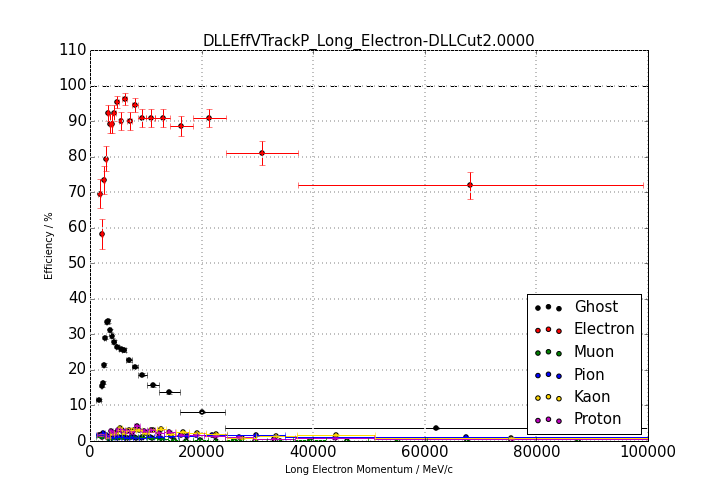 DLLEffVTrackP_Long_Electron-DLLCut2.0000
110
100
90
80
70
60
50
40
30
20
10
0
Efficiency / %
Ghost
Electron
Muon
Pion
Kaon
Proton
0 20000 40000 60000 80000 100000
Long Electron Momentum / MeV/c